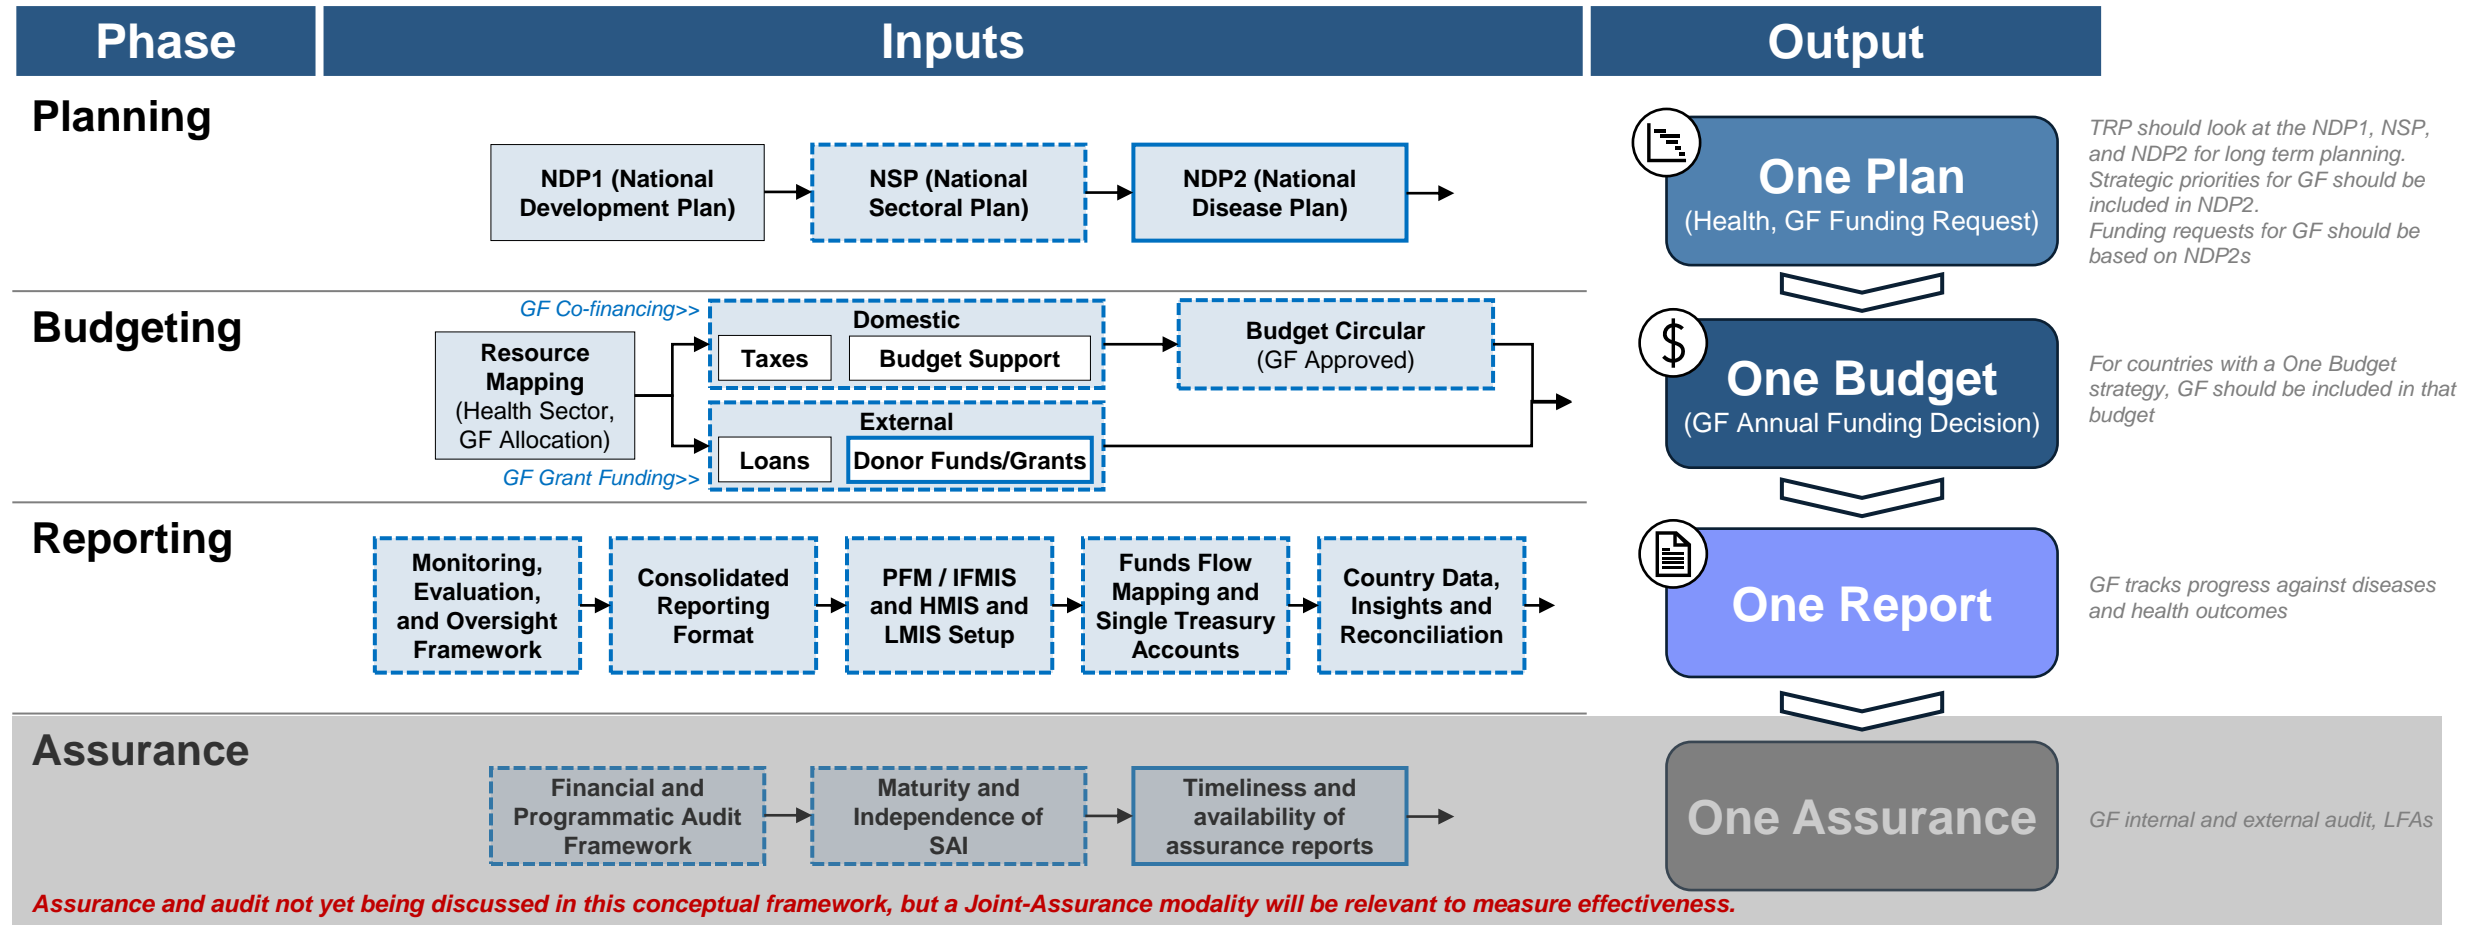 Phase
Inputs
Output
Planning
NDP1 (National
Development Plan)
NSP (National
Sectoral Plan)
NDP2 (National
Disease Plan)
One Plan
(Health, GF Funding Request)
TRP should look at the NDP1, NSP,
and NDP2 for long term planning.
Strategic priorities for GF should be
included in NDP2.
Funding requests for GF should be
based on NDP2s
Budgeting
Resource
Mapping
(Health Sector,
GF Allocation)
GF Co-financing>>
Domestic
Taxes
Budget Support
GF Grant Funding>>
External
Loans
Donor Funds/Grants
Budget Circular
(GF Approved)
$
One Budget
(GF Annual Funding Decision)
For countries with a One Budget
strategy, GF should be included in that
budget
Reporting
Monitoring,
Evaluation,
and Oversight
Framework
Consolidated
Reporting
Format
PFM / IFMIS
and HMIS and
LMIS Setup
Funds Flow
Mapping and
Single Treasury
Accounts
Country Data,
Insights and
Reconciliation
One Report
GF tracks progress against diseases
and health outcomes
Assurance
Financial and
Programmatic Audit
Framework
Maturity and
Independence of
SAI
Timeliness and
availability of
assurance reports
One Assurance
GF internal and external audit, LFAs
Assurance and audit not yet being discussed in this conceptual framework, but a Joint-Assurance modality will be relevant to measure effectiveness.